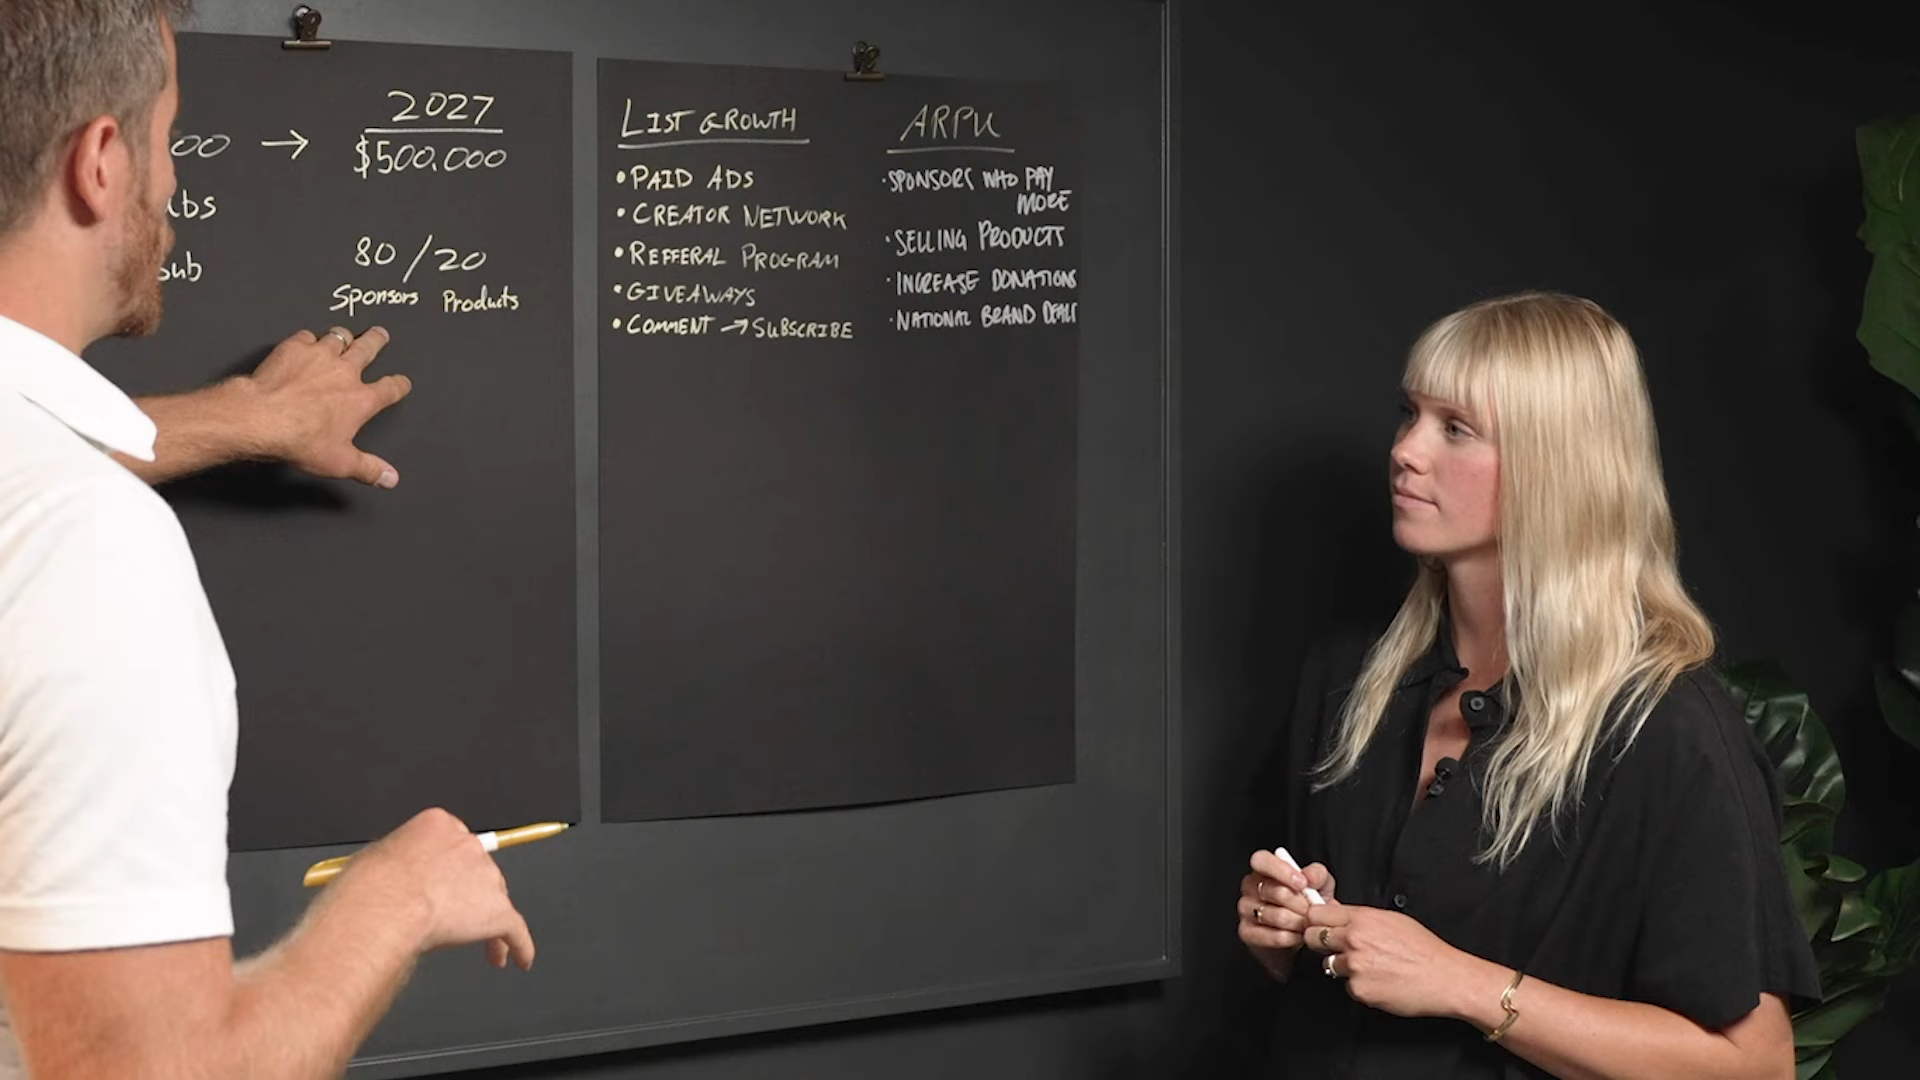 2027
00 → $500.000
80/20
Sponsors Products
LIST GROWTH
• PAID ADS
• CREATOR NETWORK
• REFFERAL PROGRAM
• GIVEAWAYS
• COMMENT → SUBSCRIBE
ARPU
• SPONSORS WHO PAY
MORE
• SELLING PRODUCTS
• INCREASE DONATIONS
• NATIONAL BRAND DEALS